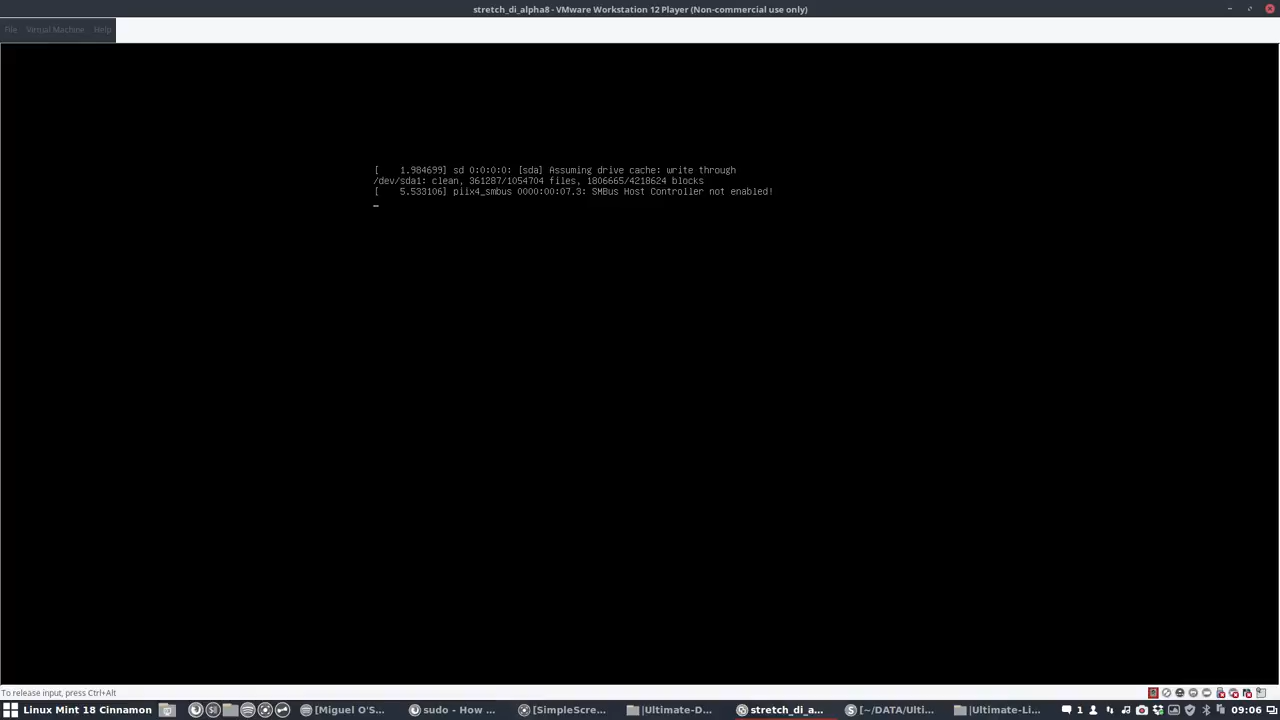 stretch_di_alpha8 - VMware Workstation 12 Player (Non-commercial use only)
File Virtual Machine Help
[    1.984699] sd 0:0:0:0: [sda] Assuming drive cache: write through
/dev/sda1: clean, 361287/1054704 files, 1806665/4218624 blocks
[    5.533106] piix4_smbus 0000:00:07.3: SMBus Host Controller not enabled!
_
To release input, press Ctrl+Alt
Linux Mint 18 Cinnamon [Miguel O'S... sudo - How ... [SimpleScre... |Ultimate-D... stretch_di_a... [~/DATA/Ulti... |Ultimate-Li... 1 09:06